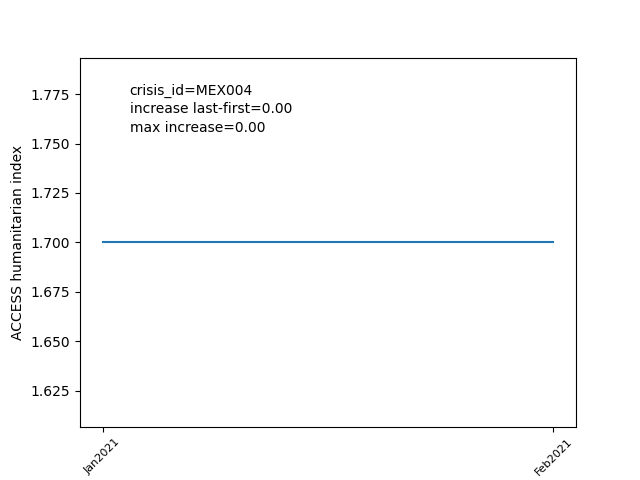 crisis_id=MEX004
increase last-first=0.00
max increase=0.00
ACCESS humanitarian index
1.775
1.750
1.725
1.700
1.675
1.650
1.625
Jan2021
Feb2021